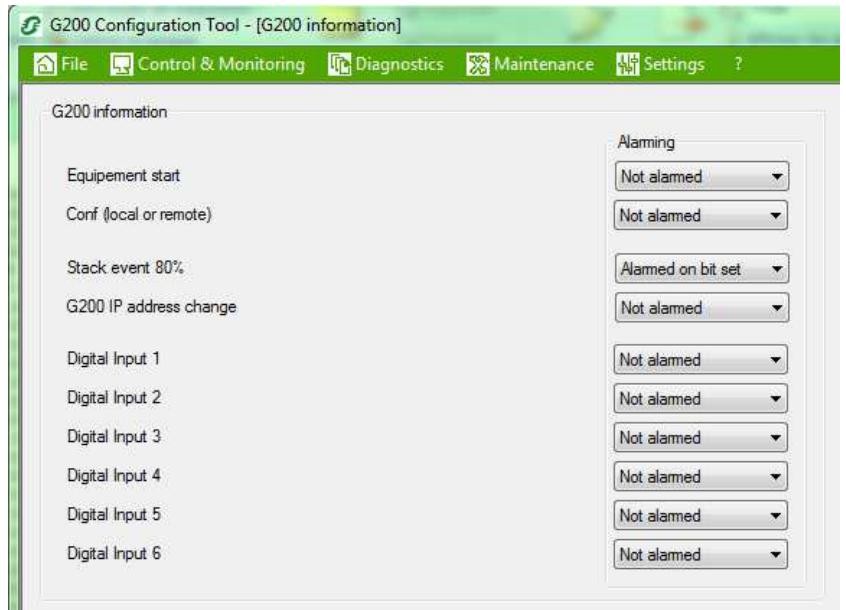 G200 Configuration Tool - [G200 information]
File Control & Monitoring Diagnostics Maintenance Settings ?
G200 information
Alarming
Equipement start Not alarmed
Conf (local or remote) Not alarmed
Stack event 80% Alarmed on bit set
G200 IP address change Not alarmed
Digital Input 1 Not alarmed
Digital Input 2 Not alarmed
Digital Input 3 Not alarmed
Digital Input 4 Not alarmed
Digital Input 5 Not alarmed
Digital Input 6 Not alarmed